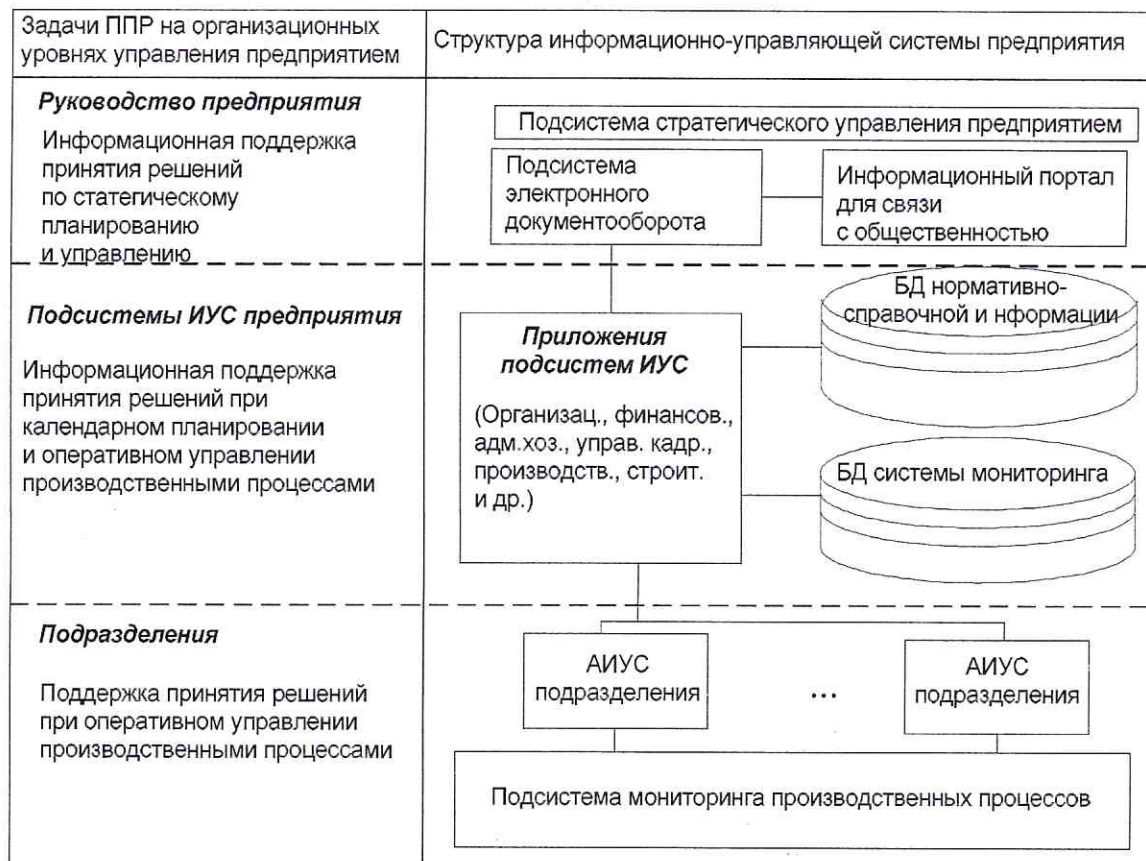 Задачи ППР на организационных
уровнях управления предприятием
Структура информационно-управляющей системы предприятия
Руководство предприятия
Информационная поддержка
принятия решений
по статегическому
планированию
и управлению
Подсистема стратегического управления предприятием
Подсистема
электронного
документооборота
Информационный портал
для связи
с общественностью
Подсистемы ИУС предприятия
Информационная поддержка
принятия решений при
календарном планировании
и оперативном управлении
производственными процессами
Приложения
подсистем ИУС
(Организац., финансов.,
адм.хоз., управ. кадр.,
производств., строит.
и др.)
БД нормативно-
справочной и нформации
БД системы мониторинга
Подразделения
Поддержка принятия решений
при оперативном управлении
производственными процессами
АИУС
подразделения
...
АИУС
подразделения
Подсистема мониторинга производственных процессов